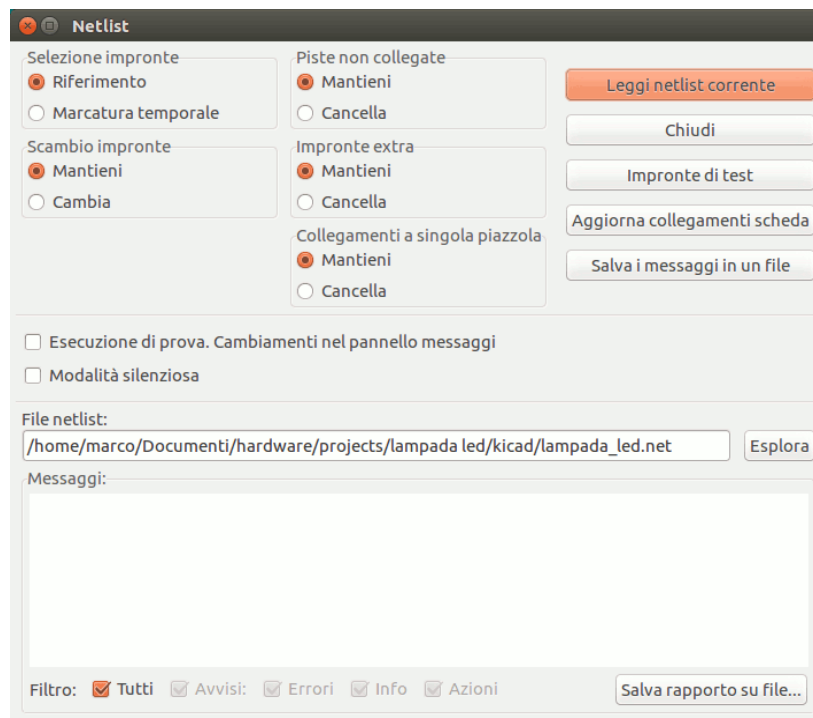 Netlist
Selezione impronte
Riferimento
Marcatura temporale
Scambio impronte
Mantieni
Cambia
Piste non collegate
Mantieni
Cancella
Impronte extra
Mantieni
Cancella
Collegamenti a singola piazzola
Mantieni
Cancella
Leggi netlist corrente
Chiudi
Impronte di test
Aggiorna collegamenti scheda
Salva i messaggi in un file
Esecuzione di prova. Cambiamenti nel pannello messaggi
Modalità silenziosa
File netlist:
/home/marco/Documenti/hardware/projects/lampada led/kicad/lampada_led.net Esplora
Messaggi:
Filtro: Tutti Avvisi: Errori Info Azioni Salva rapporto su file...